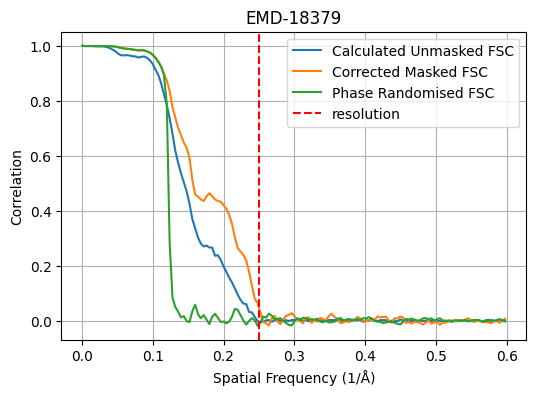 EMD-18379
Calculated Unmasked FSC
Corrected Masked FSC
Phase Randomised FSC
resolution
Correlation
1.0
0.8
0.6
0.4
0.2
0.0
0.0 0.1 0.2 0.3 0.4 0.5 0.6
Spatial Frequency (1/Å)